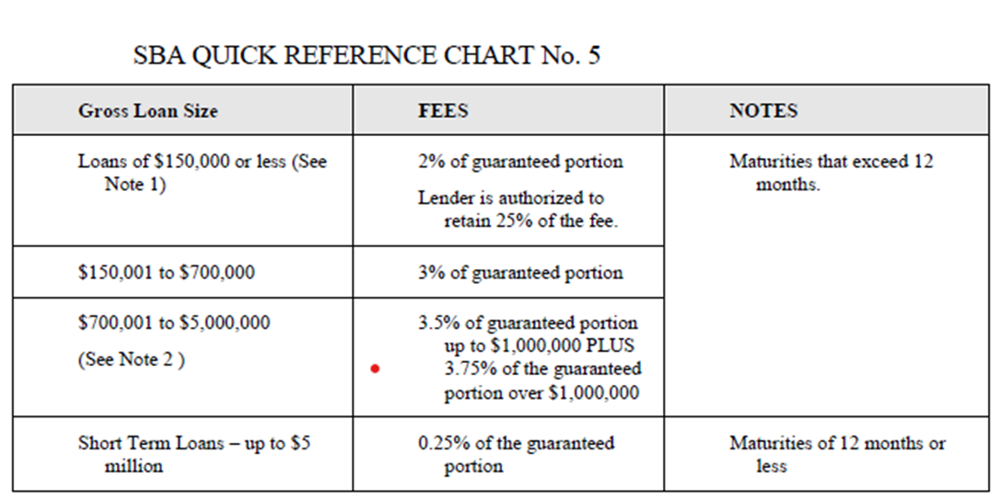 SBA QUICK REFERENCE CHART No. 5
Gross Loan Size
FEES
NOTES
Loans of $150,000 or less (See
Note 1)
2% of guaranteed portion
Lender is authorized to
retain 25% of the fee.
Maturities that exceed 12
months.
$150,001 to $700,000
3% of guaranteed portion
$700,001 to $5,000,000
(See Note 2 )
3.5% of guaranteed portion
up to $1,000,000 PLUS
3.75% of the guaranteed
portion over $1,000,000
Short Term Loans – up to $5
million
0.25% of the guaranteed
portion
Maturities of 12 months or
less